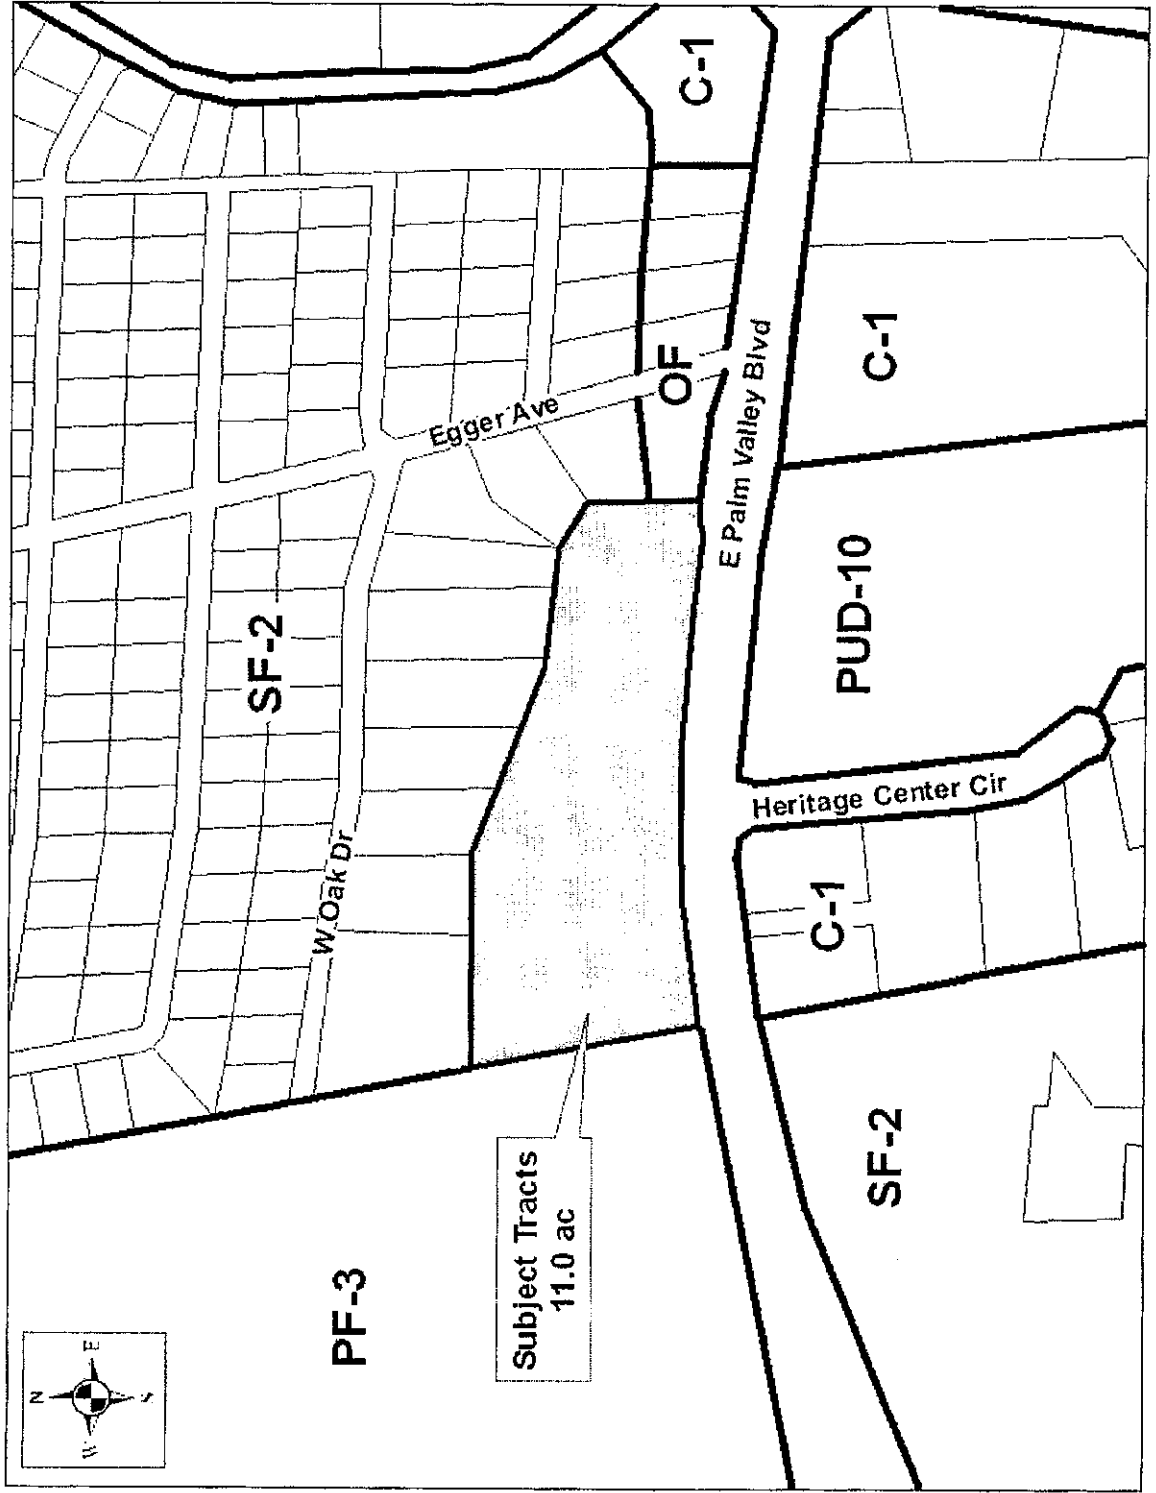 N
W
E
S
PF-3
Subject Tracts
11.0 ac
SF-2
W Oak Dr
Egger Ave
OF
C-1
E Palm Valley Blvd
SF-2
C-1
Heritage Center Cir
PUD-10
C-1